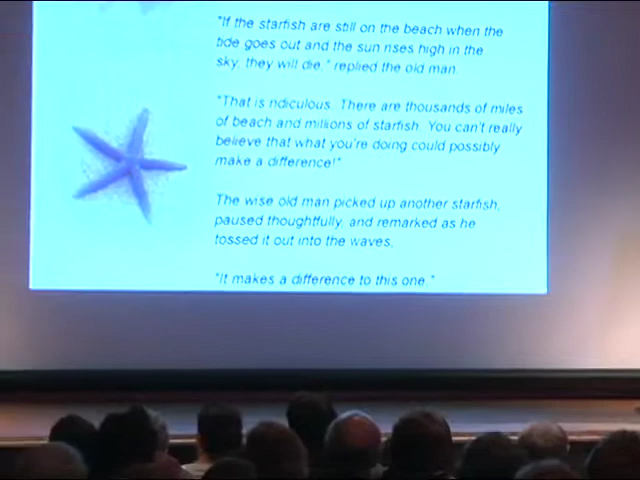 "If the starfish are still on the beach when the
tide goes out and the sun rises high in the
sky, they will die," replied the old man.
"That is ridiculous. There are thousands of miles
of beach and millions of starfish. You can't really
believe that what you're doing could possibly
make a difference!"
The wise old man picked up another starfish,
paused thoughtfully, and remarked as he
tossed it out into the waves,
"It makes a difference to this one."